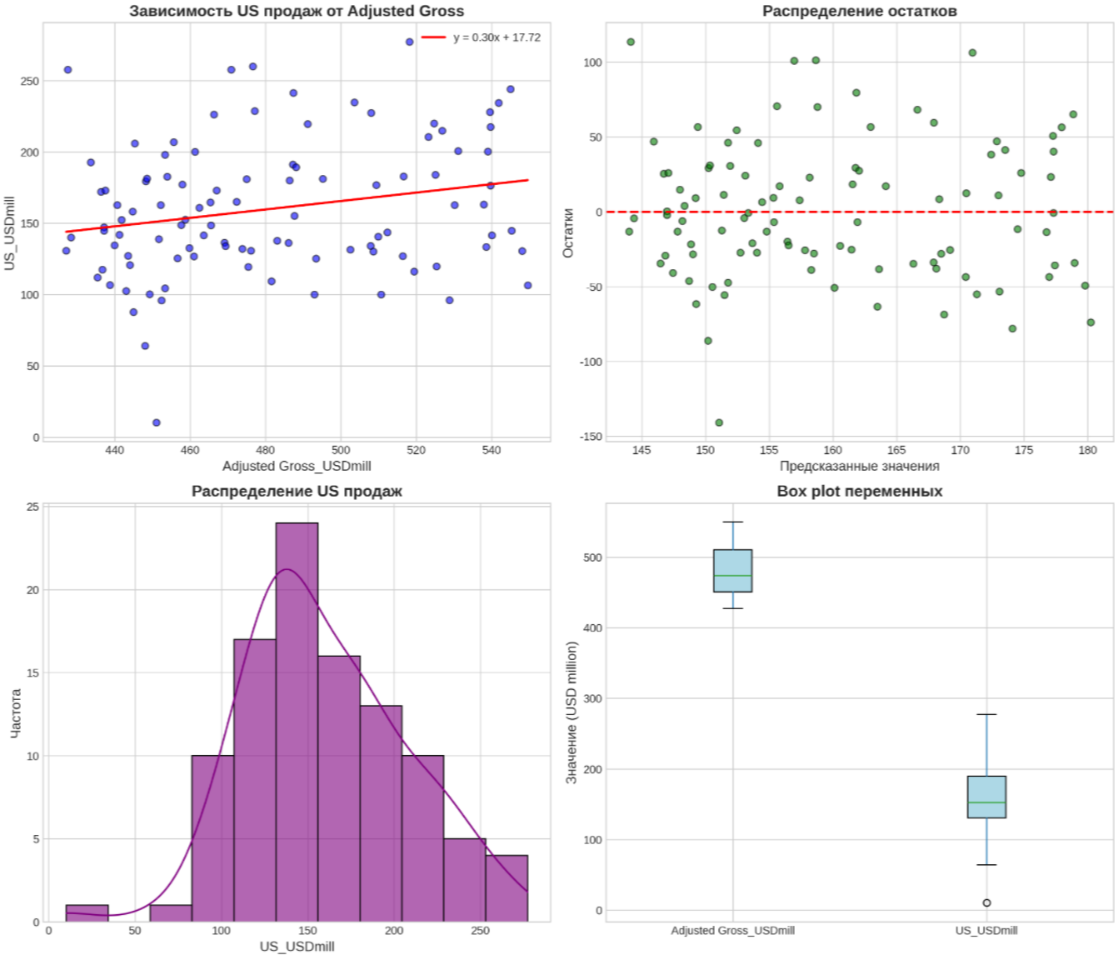 Зависимость US продаж от Adjusted Gross
y = 0.30x + 17.72
250
200
150
100
50
0
US_USDmill
440 460 480 500 520 540
Adjusted Gross_USDmill
Распределение остатков
100
50
0
-50
-100
-150
Остатки
145 150 155 160 165 170 175 180
Предсказанные значения
Распределение US продаж
25
20
15
10
5
0
Частота
0 50 100 150 200 250
US_USDmill
Box plot переменных
500
400
300
200
100
0
Значение (USD million)
Adjusted Gross_USDmill US_USDmill